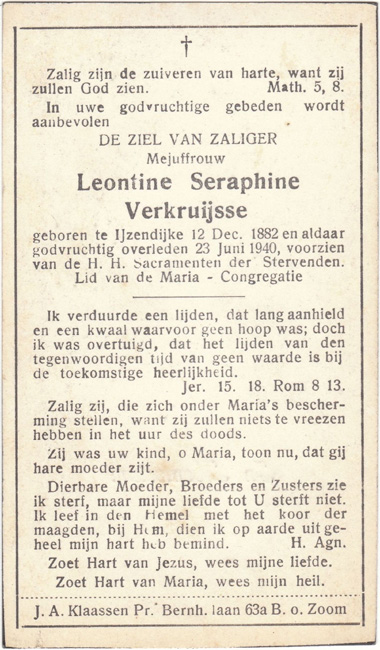 Zalig zijn de zuiveren van harte, want zij
zullen God zien. Math. 5, 8.
In uwe godvruchtige gebeden wordt
aanbevolen
DE ZIEL VAN ZALIGER
Mejuffrouw
Leontine Seraphine
Verkruijsse
geboren te IJzendijke 12 Dec. 1882 en aldaar
godvruchtig overleden 23 Juni 1940, voorzien
van de H. H. Sacramenten der Stervenden.
Lid van de Maria - Congregatie
Ik verduurde een lijden, dat lang aanhield
en een kwaal waarvoor geen hoop was; doch
ik was overtuigd, dat het lijden van den
tegenwoordigen tijd van geen waarde is bij
de toekomstige heerlijkheid.
Jer. 15. 18. Rom 8 13.
Zalig zij, die zich onder Maria's bescher-
ming stellen, want zij zullen niets te vreezen
hebben in het uur des doods.
Zij was uw kind, o Maria, toon nu, dat gij
hare moeder zijt.
Dierbare Moeder, Broeders en Zusters zie
ik sterf, maar mijne liefde tot U sterft niet.
Ik leef in den Hemel met het koor der
maagden, bij Hem, dien ik op aarde uit ge-
heel mijn hart heb bemind. H. Agn.
Zoet Hart van Jezus, wees mijne liefde.
Zoet Hart van Maria, wees mijn heil.
J. A. Klaassen Pr. Bernh. laan 63a B. o. Zoom